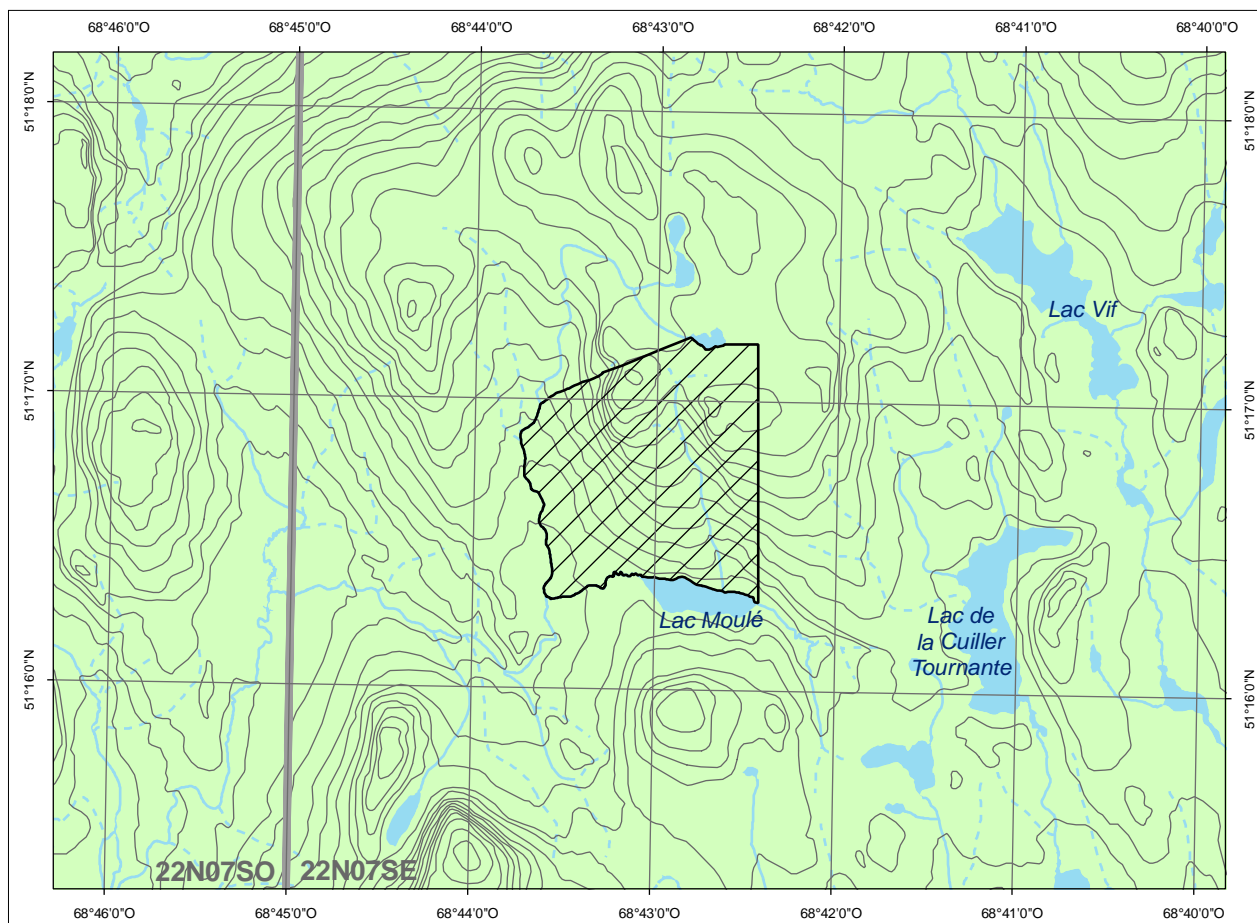 68°46'0"O 68°45'0"O 68°44'0"O 68°43'0"O 68°42'0"O 68°41'0"O 68°40'0"O
51°18'0"N
51°18'0"N
Lac Vif
51°17'0"N
51°17'0"N
Lac Moulé
Lac de
la Cuiller
Tournante
51°16'0"N
51°16'0"N
22N07SO 22N07SE
68°46'0"O 68°45'0"O 68°44'0"O 68°43'0"O 68°42'0"O 68°41'0"O 68°40'0"O